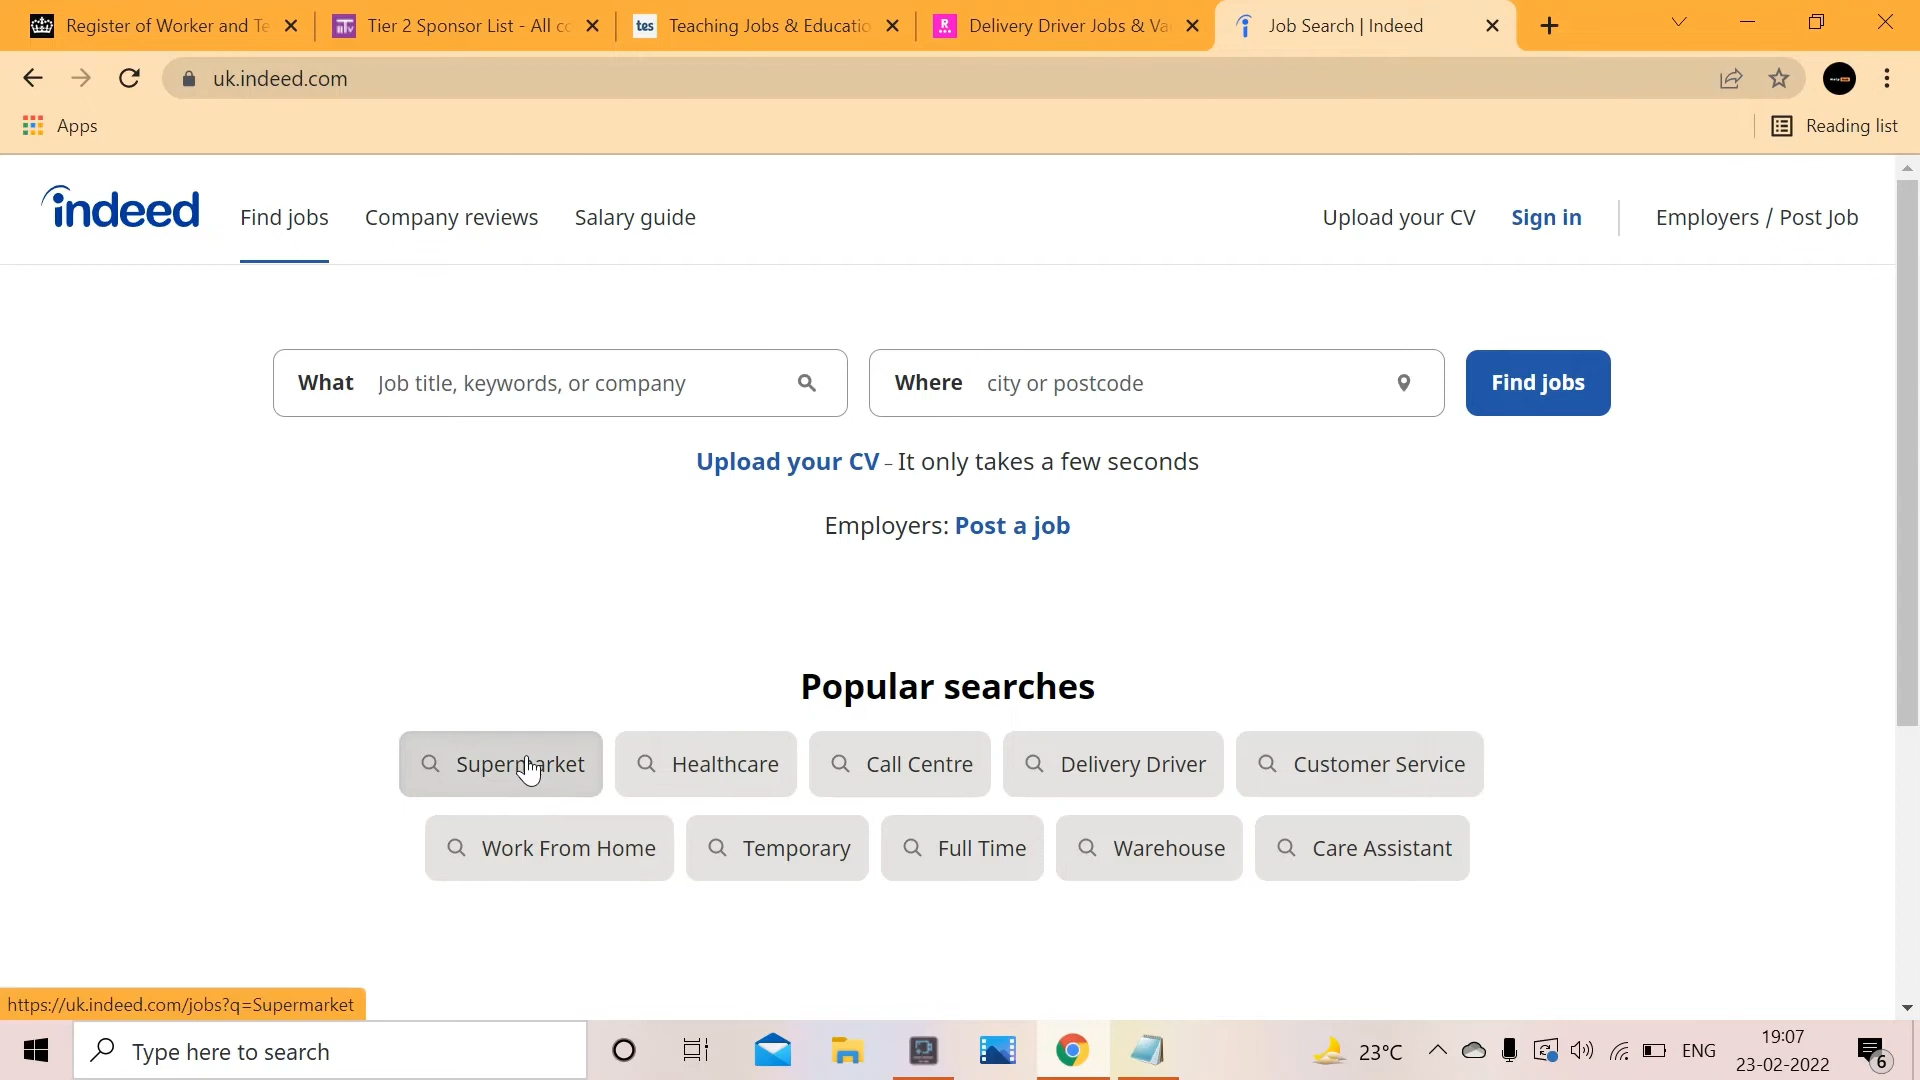 Register of Worker and Te
Tier 2 Sponsor List - All co
tes Teaching Jobs & Educatio
R. Delivery Driver Jobs & Va
Job Search | Indeed
uk.indeed.com
Apps
Reading list
indeed
Find jobs
Company reviews
Salary guide
Upload your CV
Sign in
Employers / Post Job
What Job title, keywords, or company
Where city or postcode
Find jobs
Upload your CV - It only takes a few seconds
Employers: Post a job
Popular searches
Supermarket
Healthcare
Call Centre
Delivery Driver
Customer Service
Work From Home
Temporary
Full Time
Warehouse
Care Assistant
https://uk.indeed.com/jobs?q=Supermarket
Type here to search
23°C
ENG
19:07
23-02-2022
6